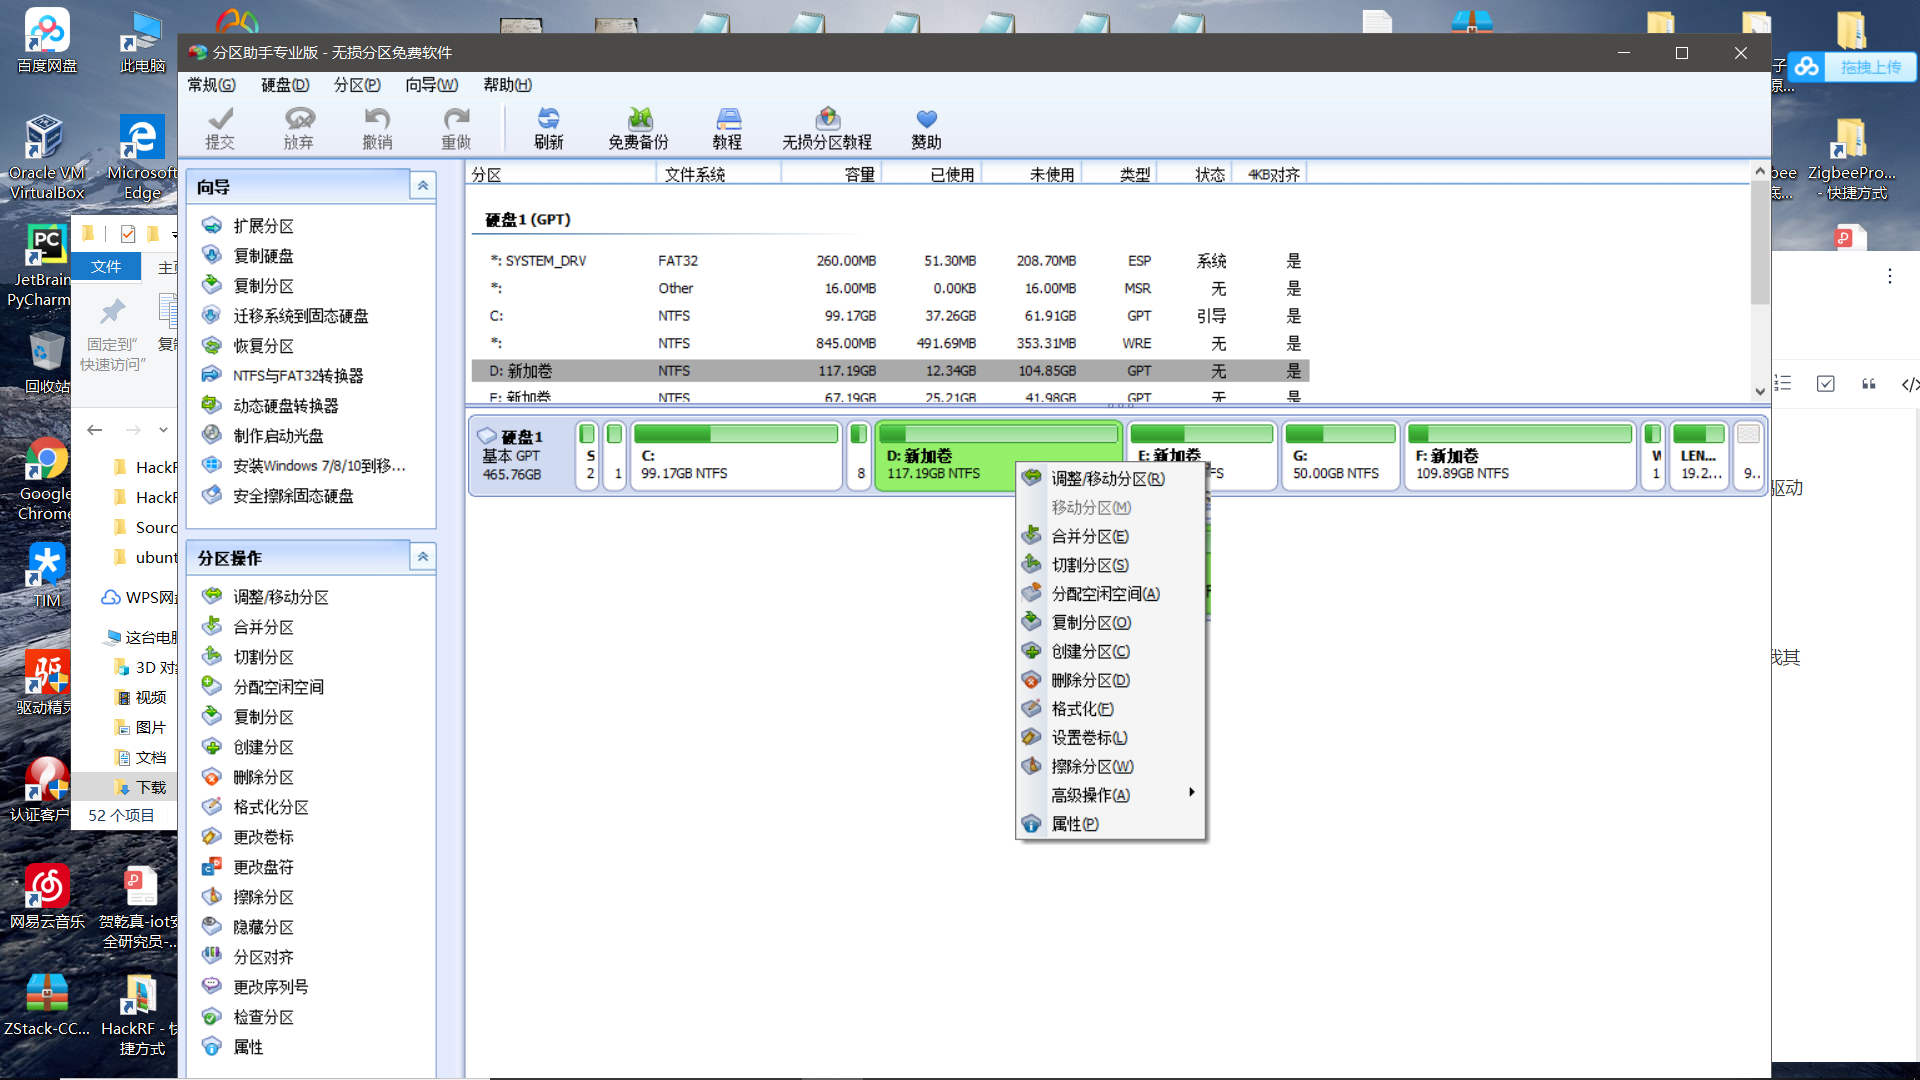 百度网盘
此电脑
Oracle VM
VirtualBox
Microsoft
Edge
JetBrain
PyCharm
回收站
Google
Chrome
TIM
驱动精灵
认证客户
网易云音乐
贺乾真-iot安
全研究员-...
ZStack-CC...
HackRF - 快
捷方式
文件
主页
固定到"
快速访问"
复制
HackR
HackR
Sourc
ubunt
WPS网盘
这台电脑
3D 对
视频
图片
文档
下载
52 个项目
分区助手专业版 - 无损分区免费软件
常规(G) 硬盘(D) 分区(P) 向导(W) 帮助(H)
提交 放弃 撤销 重做 刷新 免费备份 教程 无损分区教程 赞助
向导
扩展分区
复制硬盘
复制分区
迁移系统到固态硬盘
恢复分区
NTFS与FAT32转换器
动态硬盘转换器
制作启动光盘
安装Windows 7/8/10到移...
安全擦除固态硬盘
分区操作
调整/移动分区
合并分区
切割分区
分配空闲空间
复制分区
创建分区
删除分区
格式化分区
更改卷标
更改盘符
擦除分区
隐藏分区
分区对齐
更改序列号
检查分区
属性
分区 文件系统 容量 已使用 未使用 类型 状态 4KB对齐
硬盘1 (GPT)
*: SYSTEM_DRV FAT32 260.00MB 51.30MB 208.70MB ESP 系统 是
*: Other 16.00MB 0.00KB 16.00MB MSR 无 是
C: NTFS 99.17GB 37.26GB 61.91GB GPT 引导 是
*: NTFS 845.00MB 491.69MB 353.31MB WRE 无 是
D: 新加卷 NTFS 117.19GB 12.34GB 104.85GB GPT 无 是
E: 新加卷 NTFS 67.19GB 25.21GB 41.98GB GPT 无 是
硬盘1
基本 GPT
465.76GB
S
2
1
C:
99.17GB NTFS
8
D: 新加卷
117.19GB NTFS
E: 新加卷
FS
G:
50.00GB NTFS
F: 新加卷
109.89GB NTFS
W
1
LEN...
19.2...
9..
调整/移动分区(R)
移动分区(M)
合并分区(E)
切割分区(S)
分配空闲空间(A)
复制分区(O)
创建分区(C)
删除分区(D)
格式化(F)
设置卷标(L)
擦除分区(W)
高级操作(A)
属性(P)
子
原...
拖拽上传
bee
底...
ZigbeePro...
- 快捷方式
驱动
我其